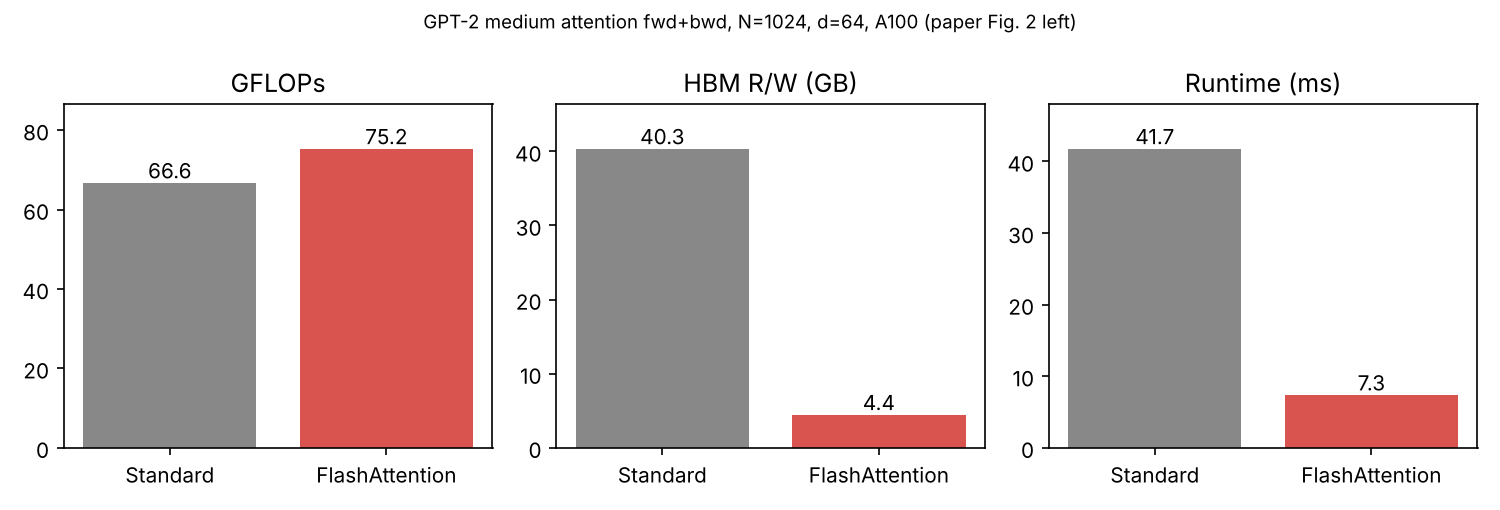 GPT-2 medium attention fwd+bwd, N=1024, d=64, A100 (paper Fig. 2 left)
GFLOPs
80
60
40
20
0
66.6
75.2
Standard
FlashAttention
HBM R/W (GB)
40
30
20
10
0
40.3
4.4
Standard
FlashAttention
Runtime (ms)
40
30
20
10
0
41.7
7.3
Standard
FlashAttention